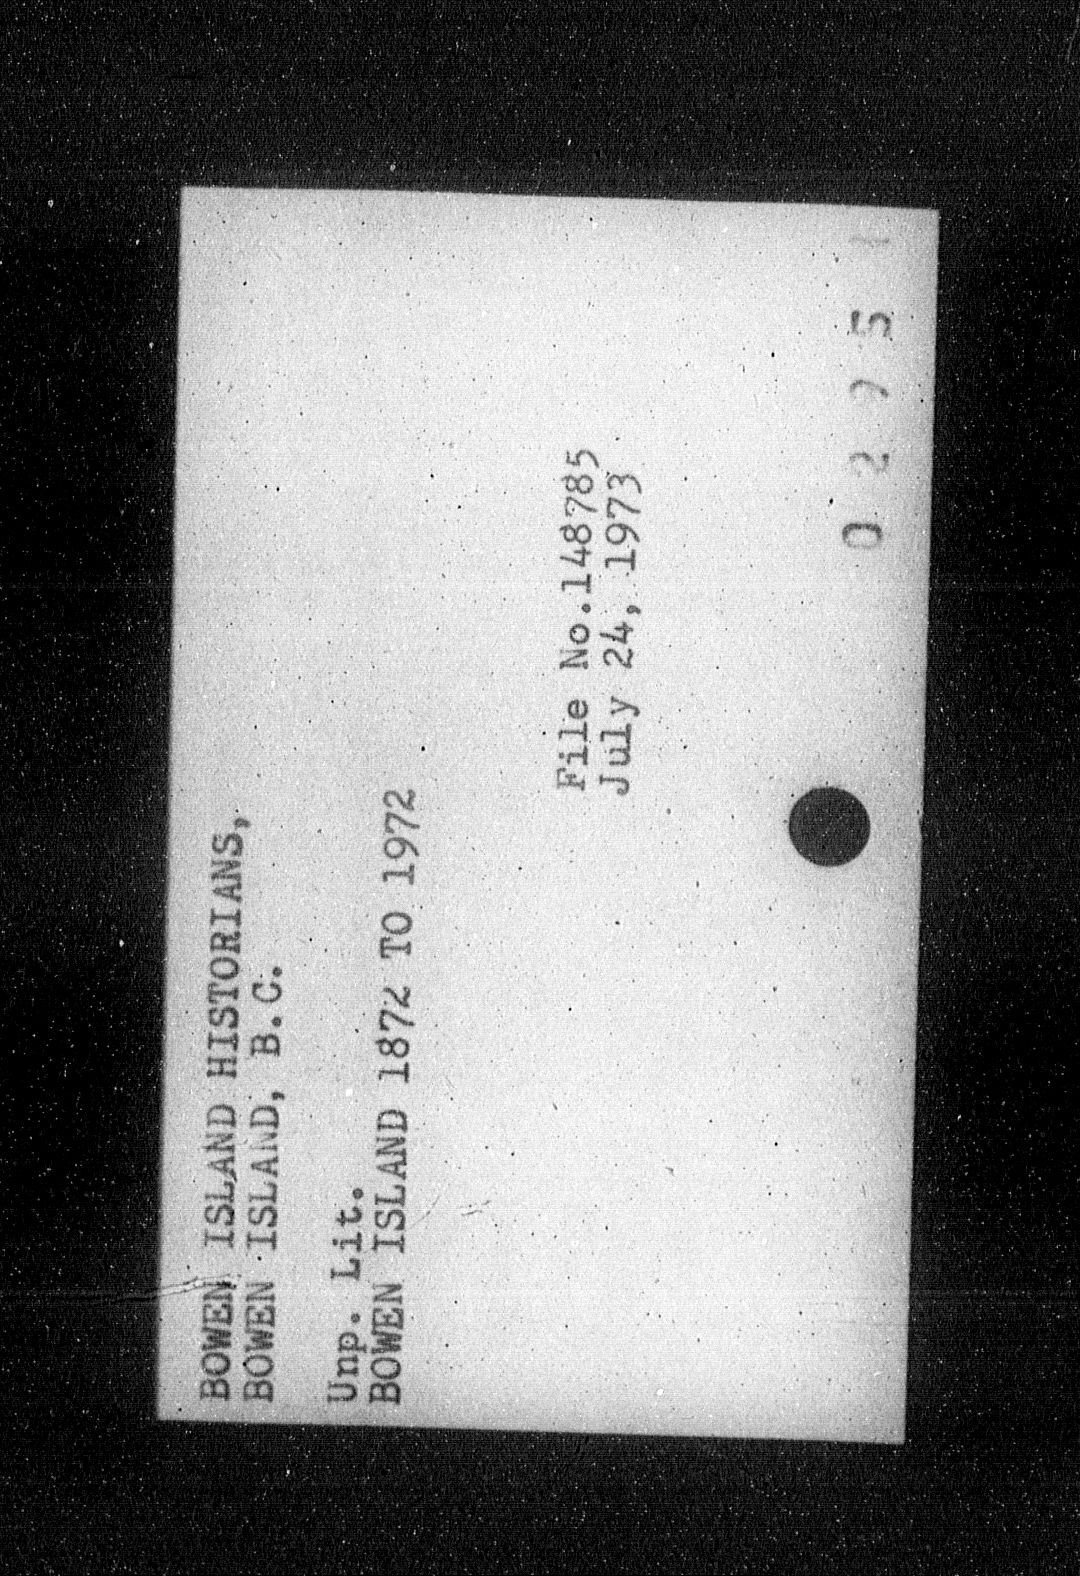 BOWEN ISLAND HISTORIANS,
BOWEN ISLAND, B.C.
Unp. Lit.
BOWEN ISLAND 1872 TO 1972
File No.148785
July 24, 1973